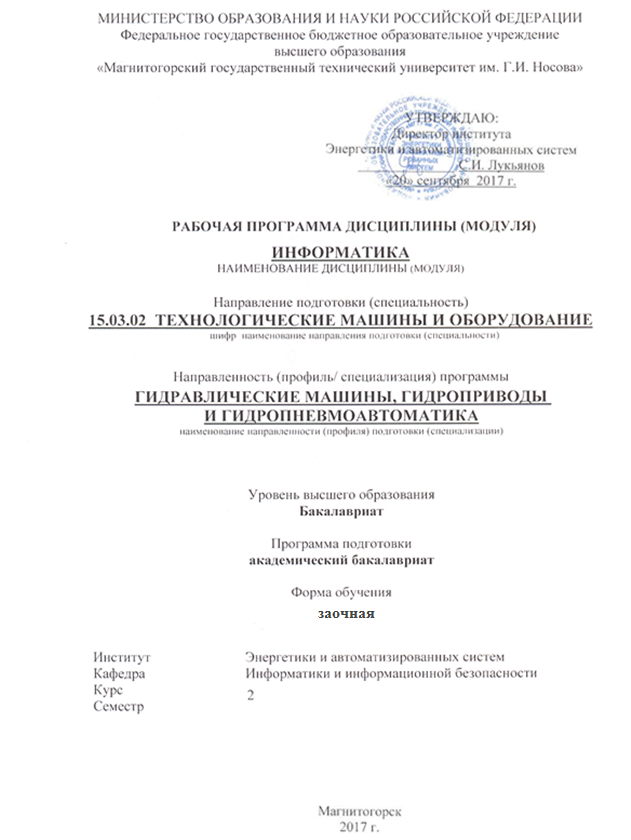 МИНИСТЕРСТВО ОБРАЗОВАНИЯ И НАУКИ РОССИЙСКОЙ ФЕДЕРАЦИИ
Федеральное государственное бюджетное образовательное учреждение
высшего образования
«Магнитогорский государственный технический университет им. Г.И. Носова»
УТВЕРЖДАЮ:
Директор института
Энергетики и автоматизированных систем
С.И. Лукьянов
«20» сентября 2017 г.
РАБОЧАЯ ПРОГРАММА ДИСЦИПЛИНЫ (МОДУЛЯ)
ИНФОРМАТИКА
НАИМЕНОВАНИЕ ДИСЦИПЛИНЫ (МОДУЛЯ)
Направление подготовки (специальность)
15.03.02 ТЕХНОЛОГИЧЕСКИЕ МАШИНЫ И ОБОРУДОВАНИЕ
шифр наименование направления подготовки (специальности)
Направленность (профиль/ специализация) программы
ГИДРАВЛИЧЕСКИЕ МАШИНЫ, ГИДРОПРИВОДЫ
И ГИДРОПНЕВМОАВТОМАТИКА
наименование направленности (профиля) подготовки (специализации)
Уровень высшего образования
Бакалавриат
Программа подготовки
академический бакалавриат
Форма обучения
заочная
Институт Энергетики и автоматизированных систем
Кафедра Информатики и информационной безопасности
Курс 2
Семестр
Магнитогорск
2017 г.